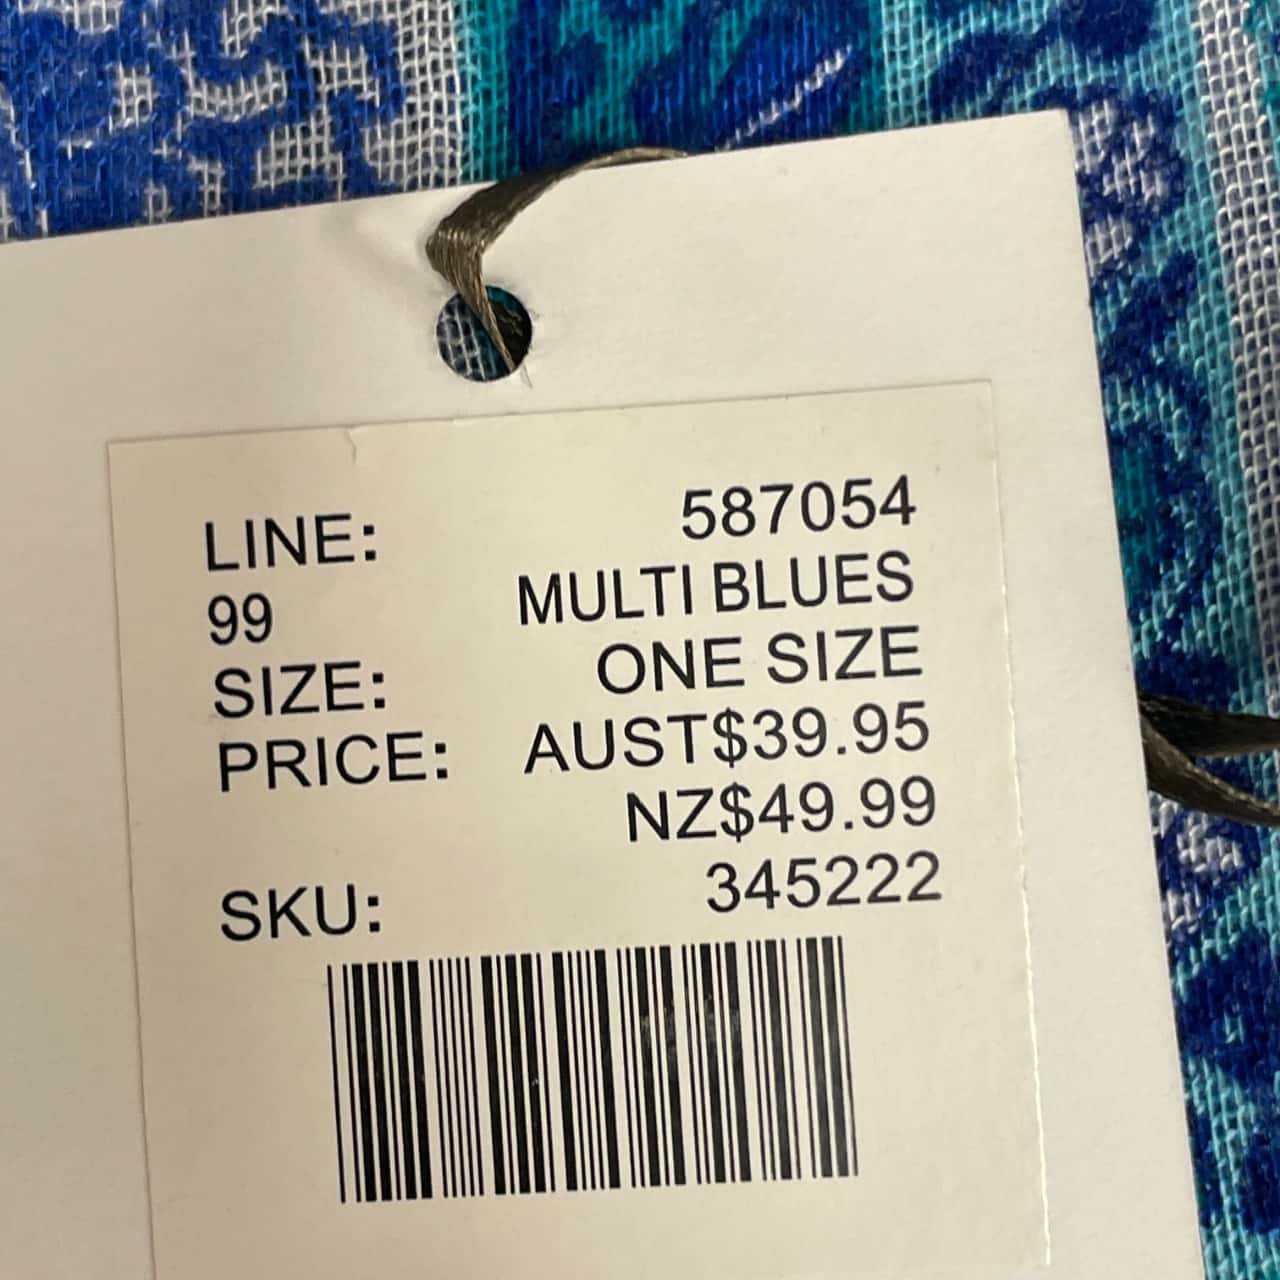 LINE: 587054
99 MULTI BLUES
SIZE: ONE SIZE
PRICE: AUST$39.95
NZ$49.99
SKU: 345222